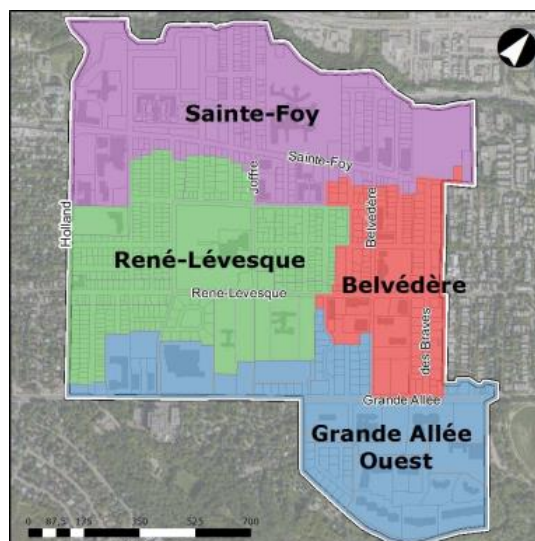 Sainte-Foy
Sainte-Foy
Joffre
Belvédère
Holland
René-Lévesque
René-Lévesque
Belvédère
des Braves
Grande Allée
Grande Allée
Ouest
0 87,5 175 350 525 700